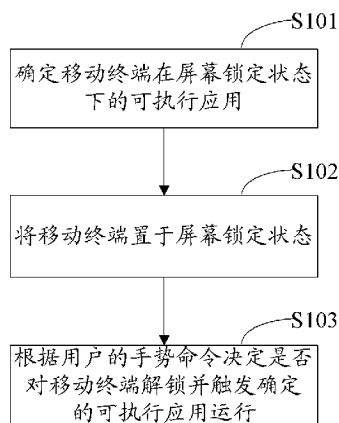 S101
确定移动终端在屏幕锁定状态
下的可执行应用
S102
将移动终端置于屏幕锁定状态
S103
根据用户的手势命令决定是否
对移动终端解锁并触发确定
的可执行应用运行